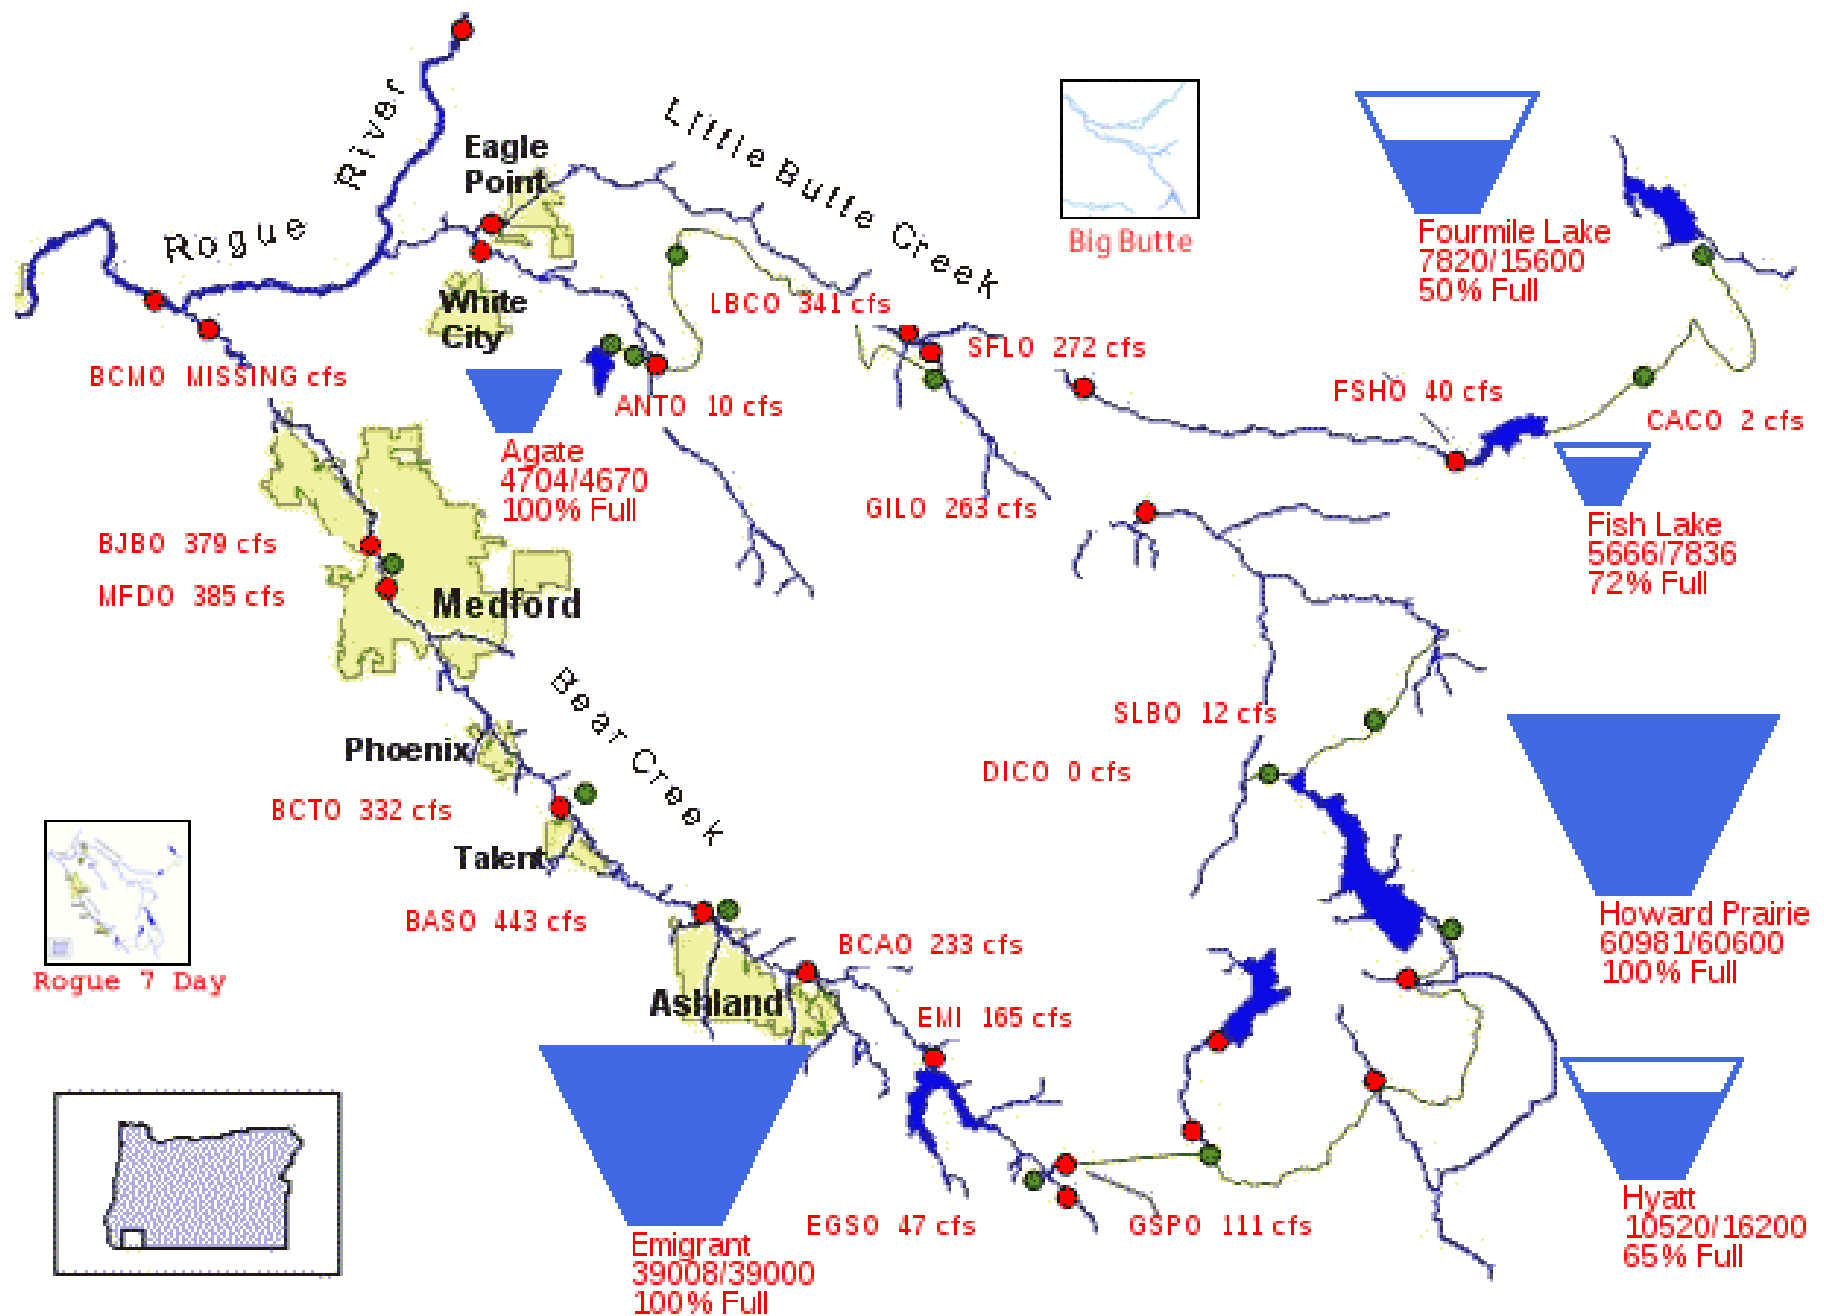 Rogue River
Eagle
Point
Little Butte Creek
Big Butte
Fourmile Lake
7820/15600
50% Full
White
City
LBCO 341 cfs
SFLO 272 cfs
BCMO MISSING cfs
FSHO 40 cfs
CACO 2 cfs
ANTO 10 cfs
Agate
4704/4670
100% Full
GILO 263 cfs
Fish Lake
5666/7836
72% Full
BJBO 379 cfs
MFDO 385 cfs
Medford
Bear Creek
SLBO 12 cfs
DICO 0 cfs
Phoenix
BCTO 332 cfs
Talent
Howard Prairie
60981/60600
100% Full
BASO 443 cfs
BCAO 233 cfs
Rogue 7 Day
Ashland
EMI 165 cfs
EGSO 47 cfs
GSPO 111 cfs
Hyatt
10520/16200
65% Full
Emigrant
39008/39000
100% Full